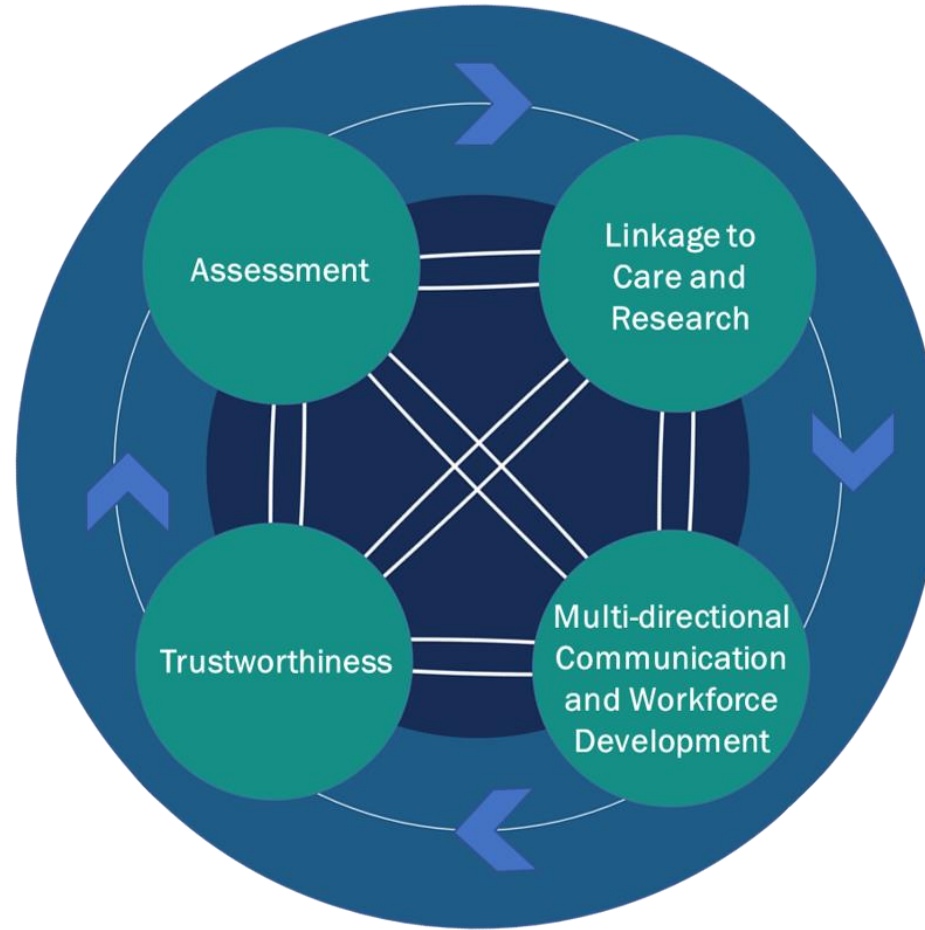 Assessment
Linkage to
Care and
Research
Trustworthiness
Multi-directional
Communication
and Workforce
Development